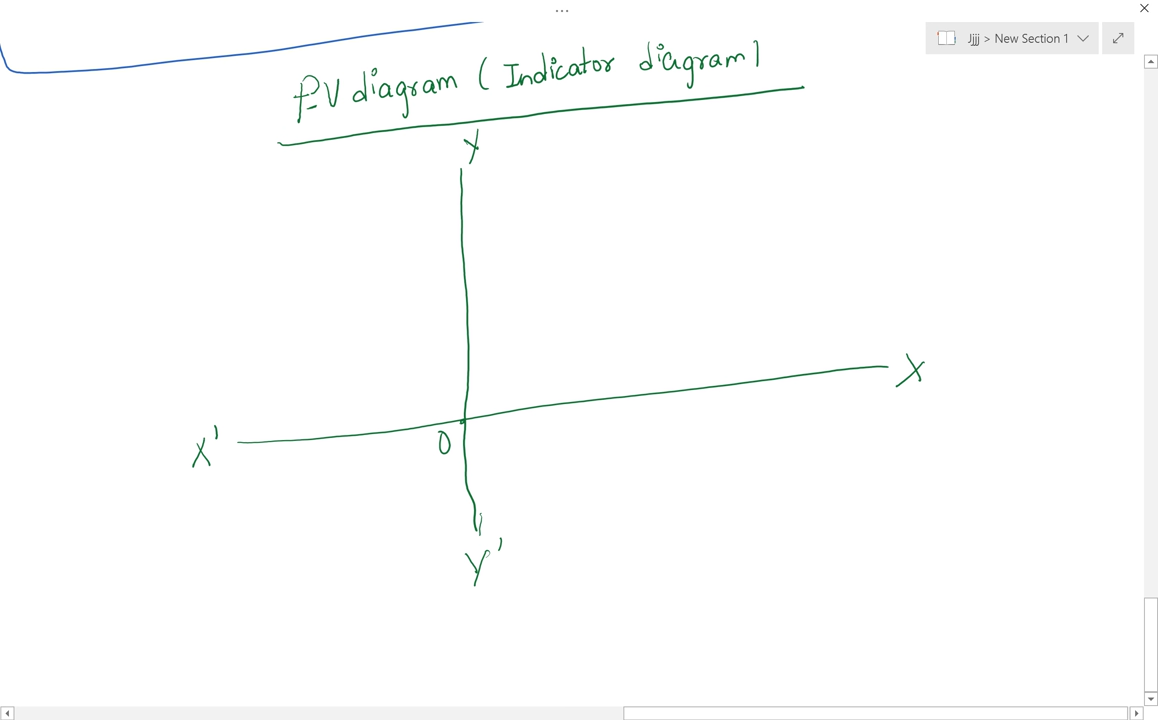 ...
Jjjj > New Section 1
P-V diagram ( Indicator diagram)
Y
X
O
X'
Y'